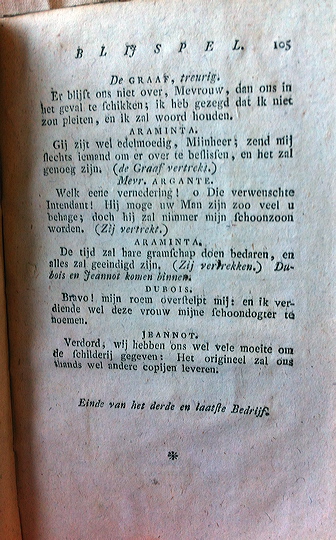 BLIJSPEL. 105
De GRAAF, treurig.
Er blijft ons niet over, Mevrouw, dan ons in
het geval te schikken; ik heb gezegd dat ik niet
zou pleiten, en ik zal woord houden.
ARAMINTA.
Gij zijt wel edelmoedig, Mijnheer; zend mij
slechts iemand om er over te beslissen, en het zal
genoeg zijn. (de Graaf vertrekt.)
Mevr. ARGANTE.
Welk eene vernedering! o Die verwenschte
Intendant! Hij moge uw Man zijn zoo veel u
behage; doch hij zal nimmer mijn schoonzoon
worden. (Zij vertrekt.)
ARAMINTA.
De tijd zal hare gramschap doen bedaren, en
alles zal geeindigd zijn. (Zij vertrekken.) Du-
bois en Jeannot komen binnen.
DUBOIS.
Bravo! mijn roem overstelpt mij: en ik ver-
diende wel deze vrouw mijne schoondogter te
noemen.
JEANNOT.
Verdord, wij hebben ons wel vele moeite om
de schilderij gegeven: Het origineel zal ons
thands wel andere copijen leveren.
Einde van het derde en laatste Bedrijf.